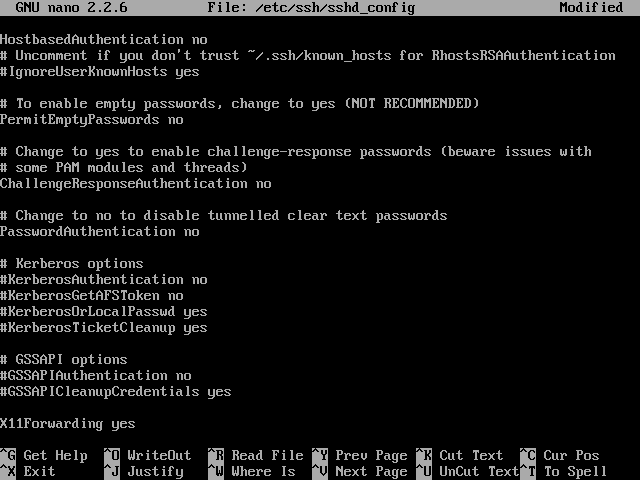 GNU nano 2.2.6 File: /etc/ssh/sshd_config Modified
HostbasedAuthentication no
# Uncomment if you don't trust ~/.ssh/known_hosts for RhostsRSAAuthentication
#IgnoreUserKnownHosts yes
# To enable empty passwords, change to yes (NOT RECOMMENDED)
PermitEmptyPasswords no
# Change to yes to enable challenge-response passwords (beware issues with
# some PAM modules and threads)
ChallengeResponseAuthentication no
# Change to no to disable tunnelled clear text passwords
PasswordAuthentication no
# Kerberos options
#KerberosAuthentication no
#KerberosGetAFSToken no
#KerberosOrLocalPasswd yes
#KerberosTicketCleanup yes
# GSSAPI options
#GSSAPIAuthentication no
#GSSAPICleanupCredentials yes
X11Forwarding yes
^G Get Help ^O WriteOut ^R Read File ^Y Prev Page ^K Cut Text ^C Cur Pos
^X Exit ^J Justify ^W Where Is ^V Next Page ^U UnCut Text ^T To Spell